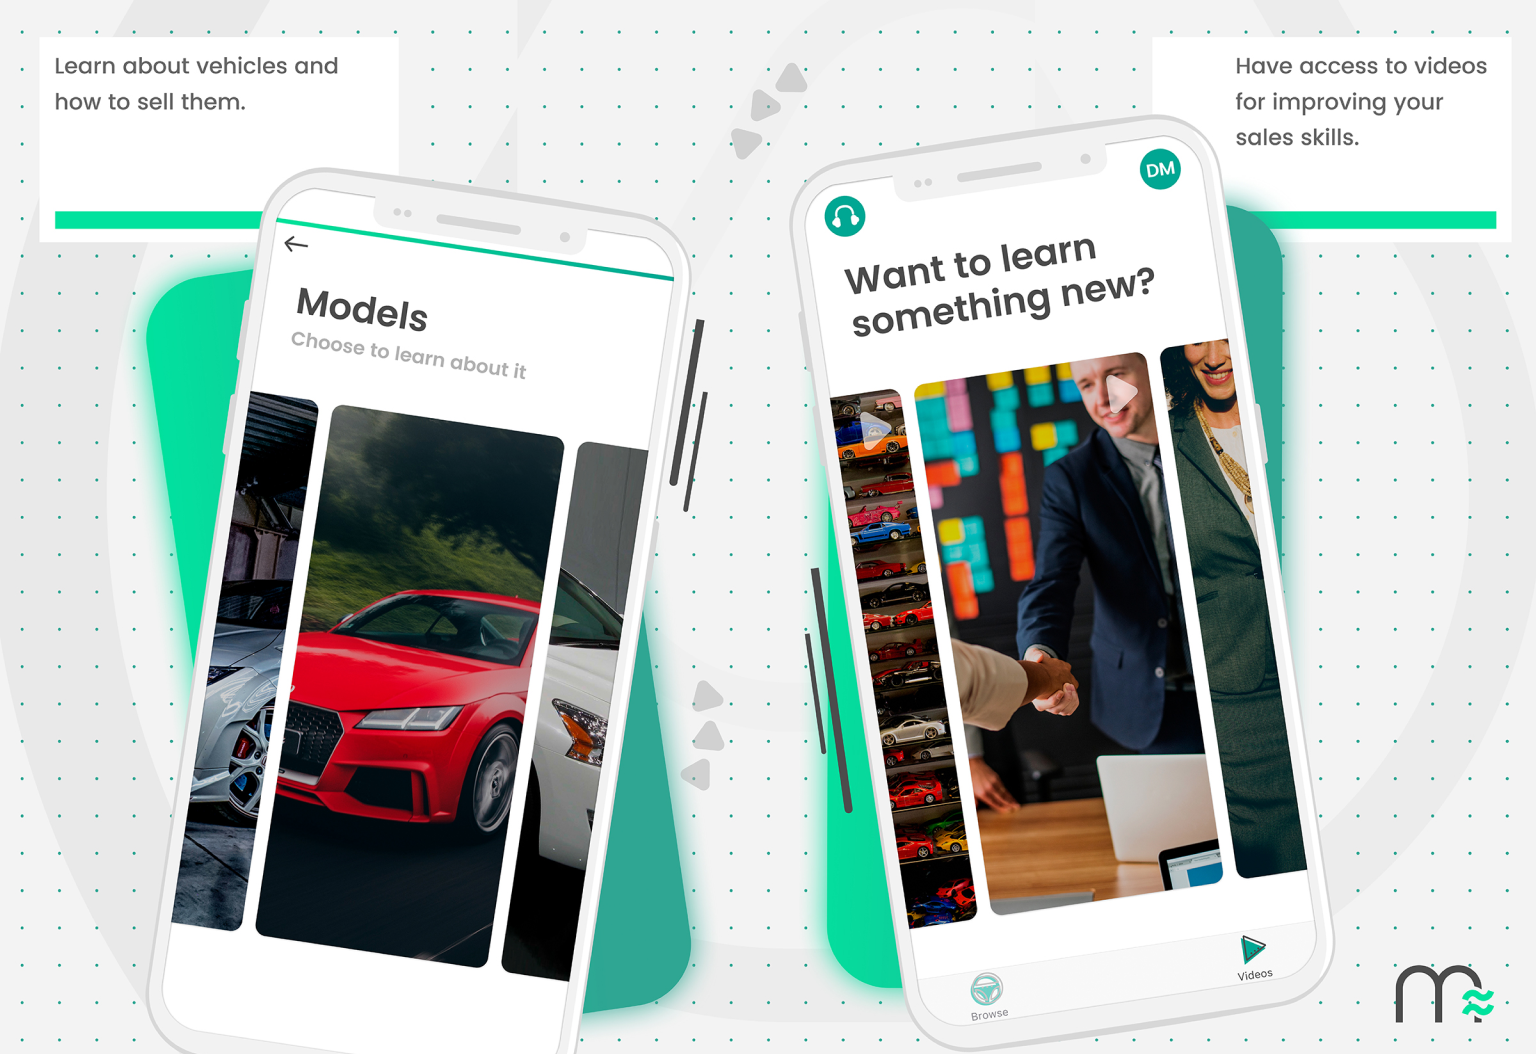 Learn about vehicles and
how to sell them.
Have access to videos
for improving your
sales skills.
Models
Choose to learn about it
DM
Want to learn
something new?
Browse
Videos
m